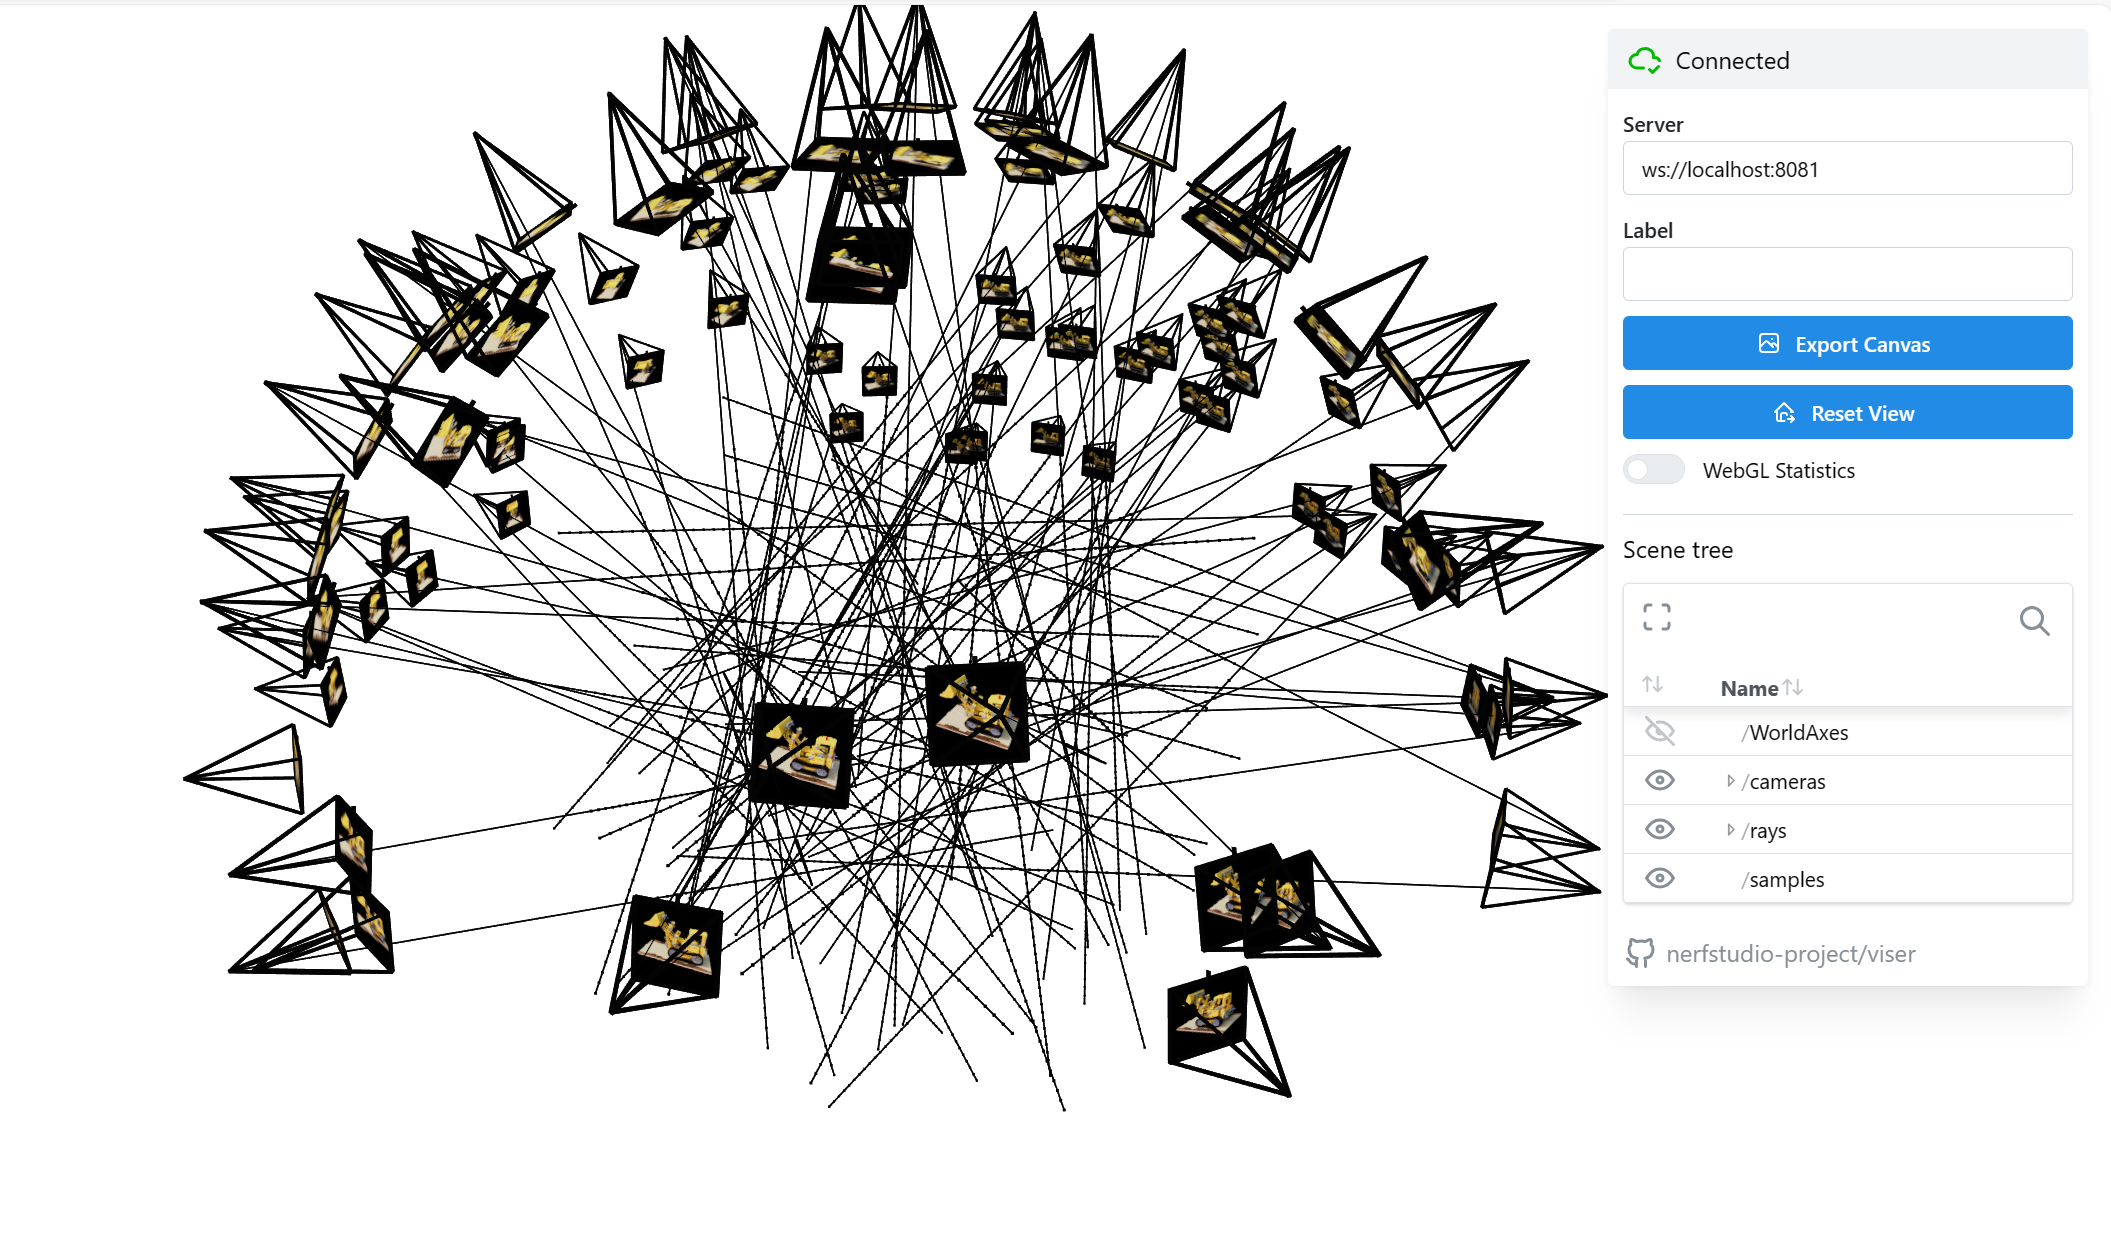 Connected
Server
ws://localhost:8081
Label
Export Canvas
Reset View
WebGL Statistics
Scene tree
Name
/WorldAxes
/cameras
/rays
/samples
nerfstudio-project/viser